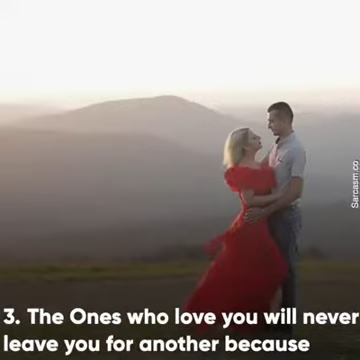 Sarcasm.co
3. The Ones who love you will never
leave you for another because